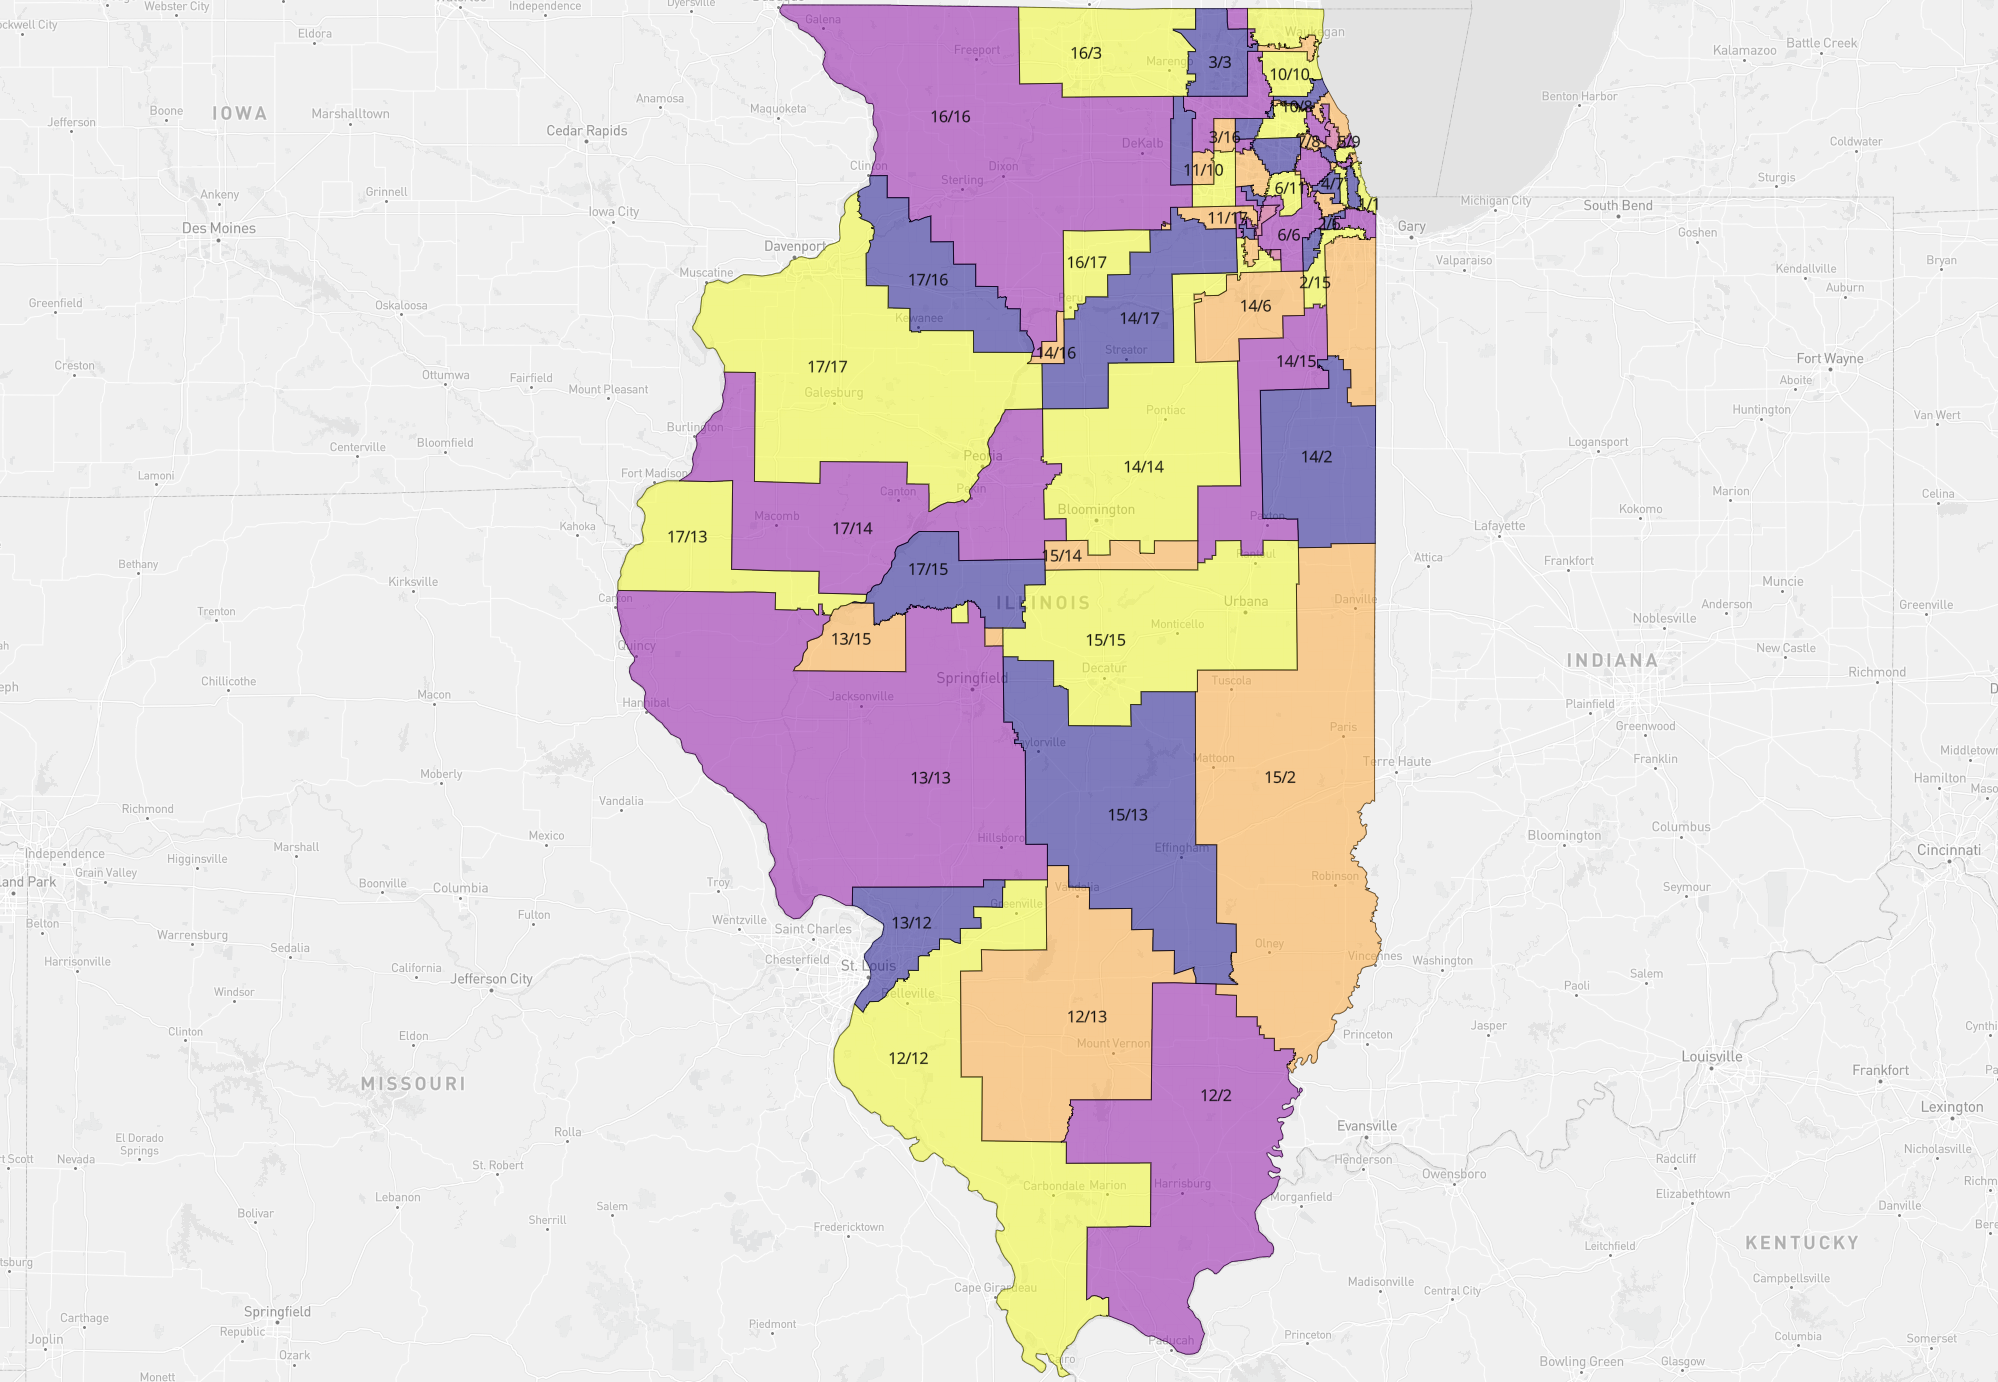 Webster City
Independence
Dyersville
Rockford
Galena
Waukegan
Eldora
Freeport
16/3
Marengo
3/3
10/10
Kalamazoo
Battle Creek
IOWA
Boone
Ames
Marshalltown
Anamosa
Maquoketa
16/16
10/8
Benton Harbor
Jefferson
Cedar Rapids
DeKalb
3/16
7/8
5/9
Coldwater
Clinton
Dixon
Sterling
11/10
6/11
4/7
Sturgis
Ankeny
Grinnell
Iowa City
1/1
Michigan City
South Bend
Des Moines
11/17
2/6
Gary
Goshen
Davenport
6/6
Valparaiso
Bryan
Muscatine
17/16
16/17
2/15
Kendallville
Auburn
Greenfield
Oskaloosa
Peru
14/6
Kewanee
14/17
Creston
17/17
14/16
Streator
14/15
Fort Wayne
Ottumwa
Fairfield
Mount Pleasant
Galesburg
Aboite
Burlington
Pontiac
Huntington
Van Wert
Centerville
Bloomfield
Logansport
Lamoni
Fort Madison
Peoria
14/14
14/2
Canton
Pekin
Marion
Celina
Macomb
17/14
Bloomington
Paxton
Kokomo
Kahoka
17/13
Lafayette
Bethany
17/15
15/14
Rantoul
Attica
Frankfort
Kirksville
Muncie
Canton
ILLINOIS
Urbana
Danville
Trenton
Anderson
Greenville
13/15
15/15
Monticello
Noblesville
Quincy
Decatur
New Castle
Chillicothe
Macon
Jacksonville
Springfield
Tuscola
INDIANA
Richmond
Hannibal
Plainfield
Greenwood
Paris
Moberly
13/13
Mattoon
15/2
Terre Haute
Franklin
Middletown
Hamilton
Richmond
Vandalia
15/13
Bloomington
Columbus
Mexico
Hillsboro
Effingham
Cincinnati
Independence
Higginsville
Marshall
Grain Valley
Boonville
Columbia
Troy
Vandalia
Robinson
Seymour
Belton
Fulton
Wentzville
Greenville
Warrensburg
Saint Charles
13/12
Olney
Harrisonville
Sedalia
California
Jefferson City
Chesterfield
St. Louis
Vincennes
Washington
Windsor
Belleville
Salem
Paoli
Clinton
Eldon
12/13
Mount Vernon
Princeton
Jasper
12/12
Louisville
MISSOURI
Frankfort
12/2
Lexington
El Dorado
Springs
Rolla
Evansville
Nicholasville
Nevada
St. Robert
Henderson
Owensboro
Radcliff
Lebanon
Salem
Carbondale
Marion
Harrisburg
Morganfield
Elizabethtown
Danville
Bolivar
Sherrill
Fredericktown
Leitchfield
KENTUCKY
Cape Girardeau
Madisonville
Central City
Campbellsville
Carthage
Springfield
Piedmont
Princeton
Columbia
Somerset
Joplin
Republic
Ozark
Paducah
Cairo
Monett
Bowling Green
Glasgow